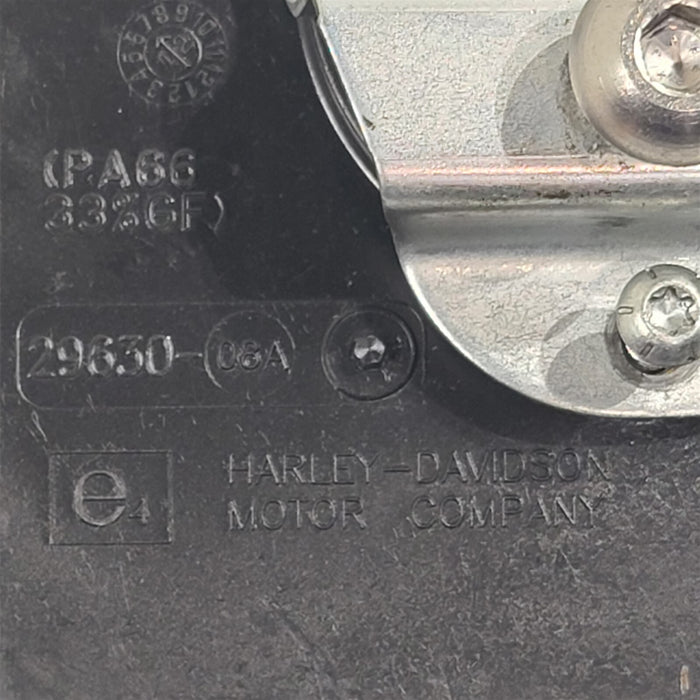 (PA66
33%GF)
29630-08A
e4 HARLEY-DAVIDSON
MOTOR COMPANY